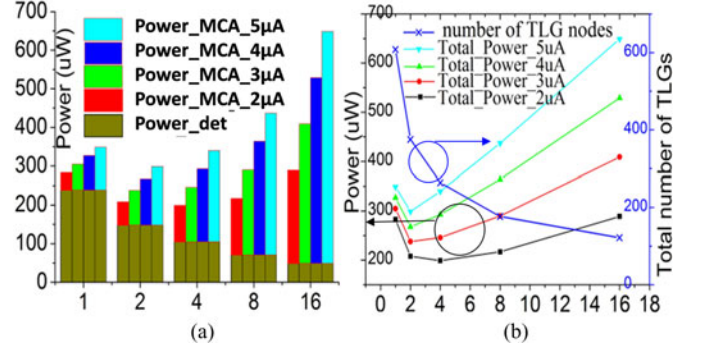 (a)
700
600
500
400
300
200
100
0
Power (uW)
Power_MCA_5μA
Power_MCA_4μA
Power_MCA_3μA
Power_MCA_2μA
Power_det
1 2 4 8 16
(a)
700
600
500
400
300
200
Power (uW)
number of TLG nodes
Total_Power_5uA
Total_Power_4uA
Total_Power_3uA
Total_Power_2uA
600
400
200
0
Total number of TLGs
0 2 4 6 8 10 12 14 16 18
(b)